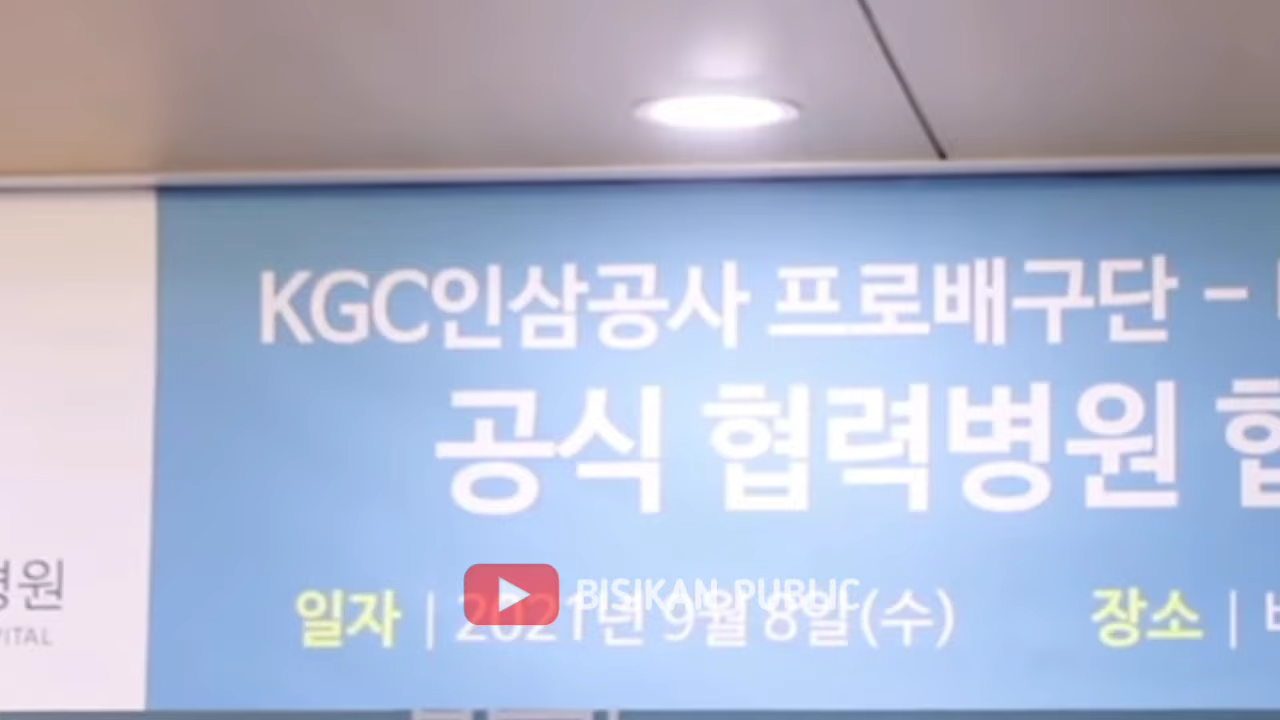 KGC인삼공사 프로배구단 –
공식 협력병원
병원
PITAL
일자 | 2021년 9월 8일(수)
장소 |
BISIKAN PUBLIC